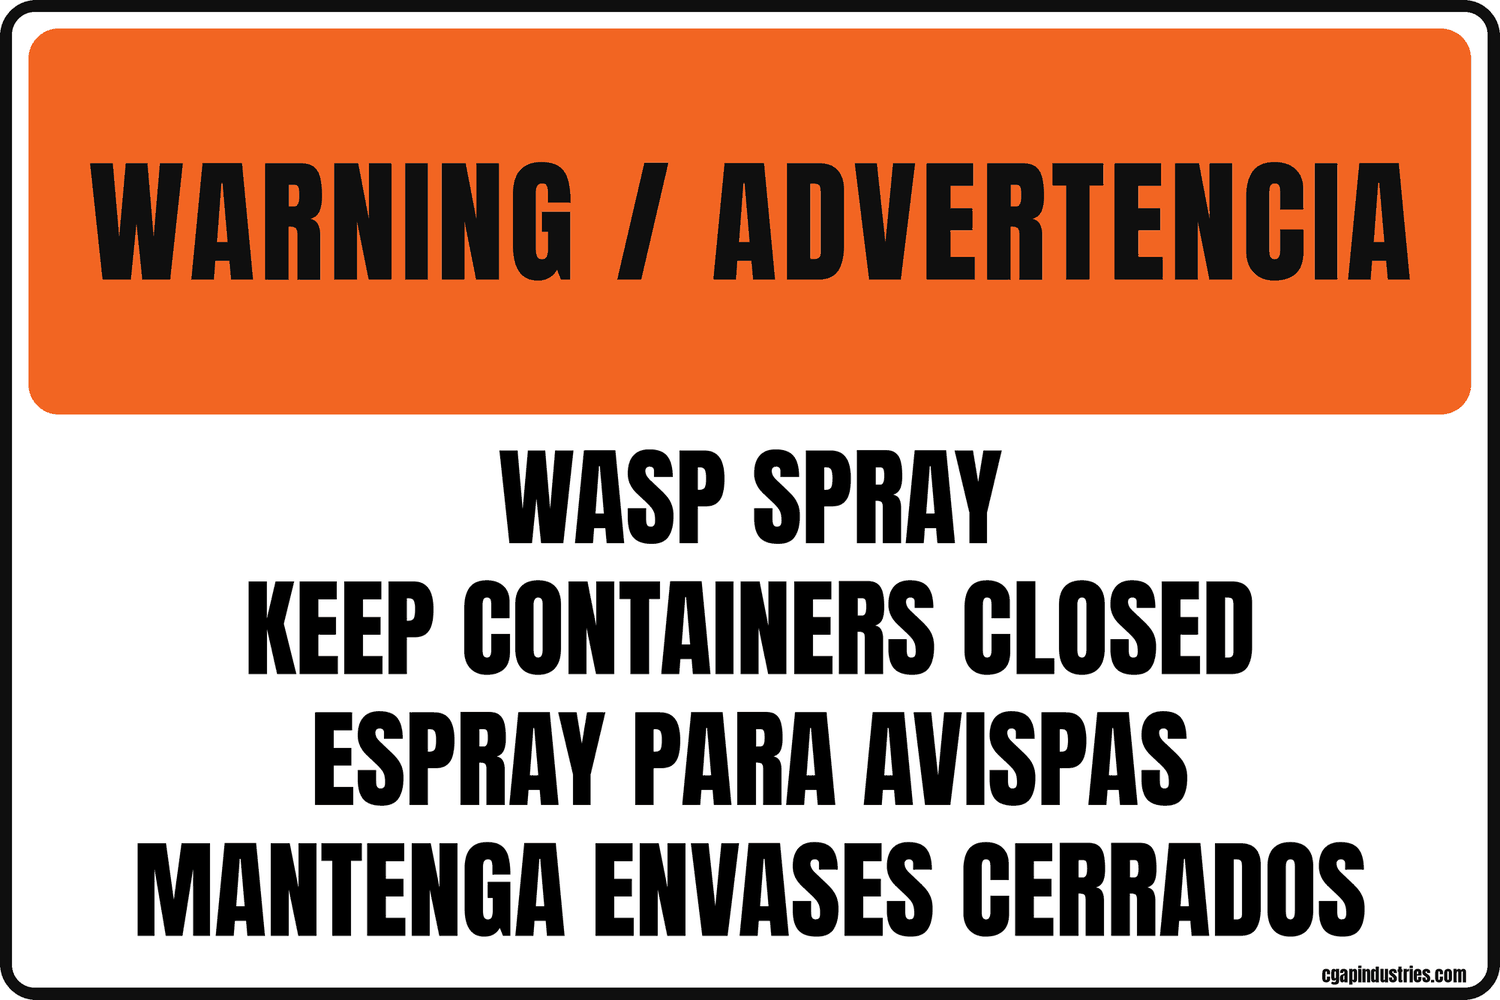 WARNING / ADVERTENCIA
WASP SPRAY
KEEP CONTAINERS CLOSED
ESPRAY PARA AVISPAS
MANTENGA ENVASES CERRADOS
cgapindustries.com